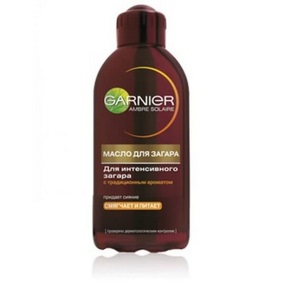 GARNIER
AMBRE SOLAIRE
МАСЛО ДЛЯ ЗАГАРА
Для интенсивного
загара
с традиционным ароматом
придает сияние
СМЯГЧАЕТ И ПИТАЕТ